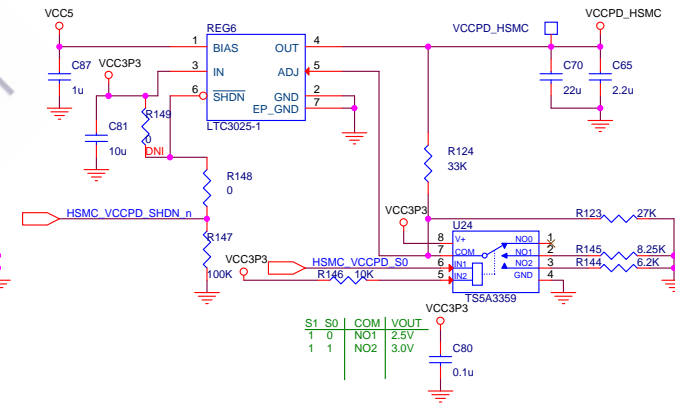 VCC5
REG6
VCCPD_HSMC
VCCPD_HSMC
1 BIAS OUT 4
C87
1u
VCC3P3
3 IN ADJ 5
6 SHDN GND 2
EP_GND 7
LTC3025-1
C70
22u
C65
2.2u
C81
10u
R149
0
DNI
R124
33K
R148
0
HSMC_VCCPD_SHDN_n
R147
100K
VCC3P3
U24
R123 27K
8 V+ NO0 1
7 COM NO1 2
6 IN1 NO2 3
5 IN2 GND 4
TS5A3359
R145 8.25K
R144 6.2K
VCC3P3
HSMC_VCCPD_S0
R146 10K
VCC3P3
S1 S0 COM VOUT
1 0 NO1 2.5V
1 1 NO2 3.0V
C80
0.1u